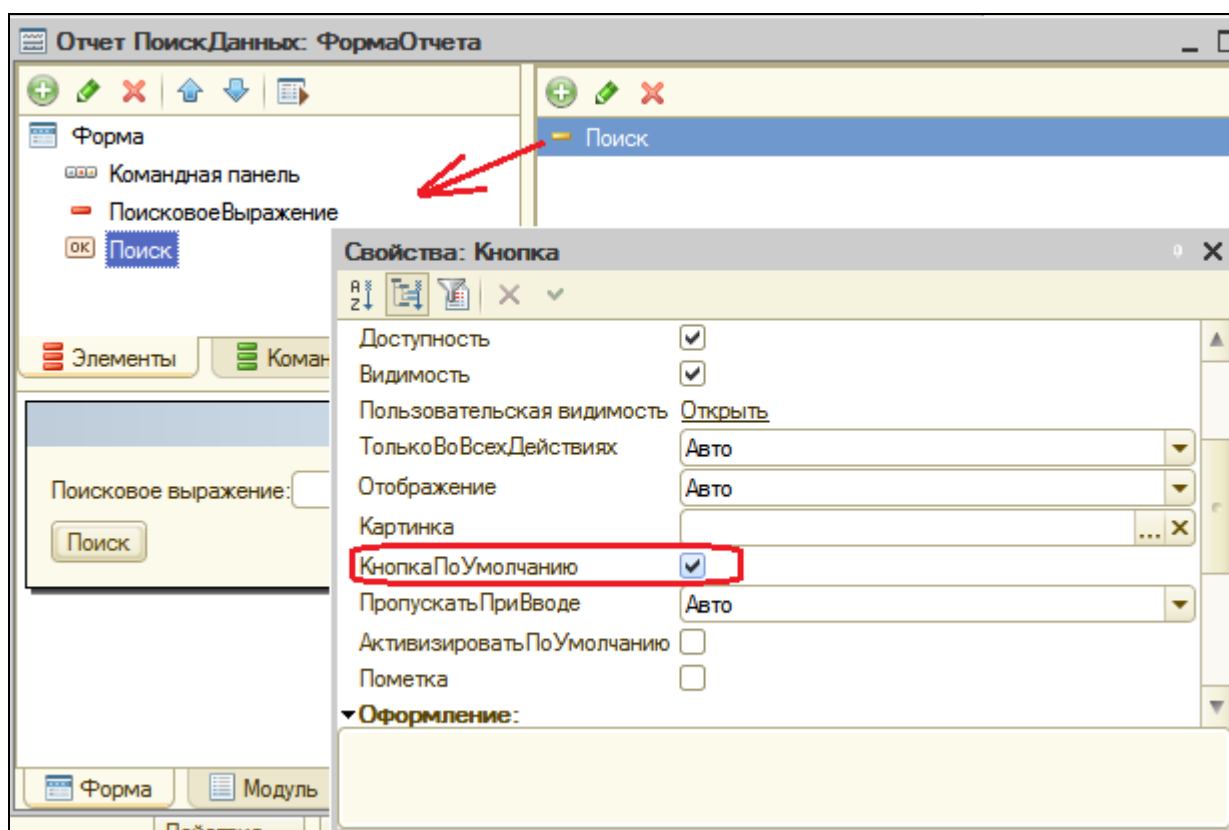 Отчет ПоискДанных: ФормаОтчета
Форма
Командная панель
ПоисковоеВыражение
OK Поиск
Элементы
Коман
Поиск
Поисковое выражение:
Поиск
Форма
Модуль
Свойства: Кнопка
Доступность
Видимость
Пользовательская видимость Открыть
ТолькоВоВсехДействиях Авто
Отображение Авто
Картинка ... X
КнопкаПоУмолчанию
ПропускатьПриВводе Авто
АктивизироватьПоУмолчанию
Пометка
Оформление: